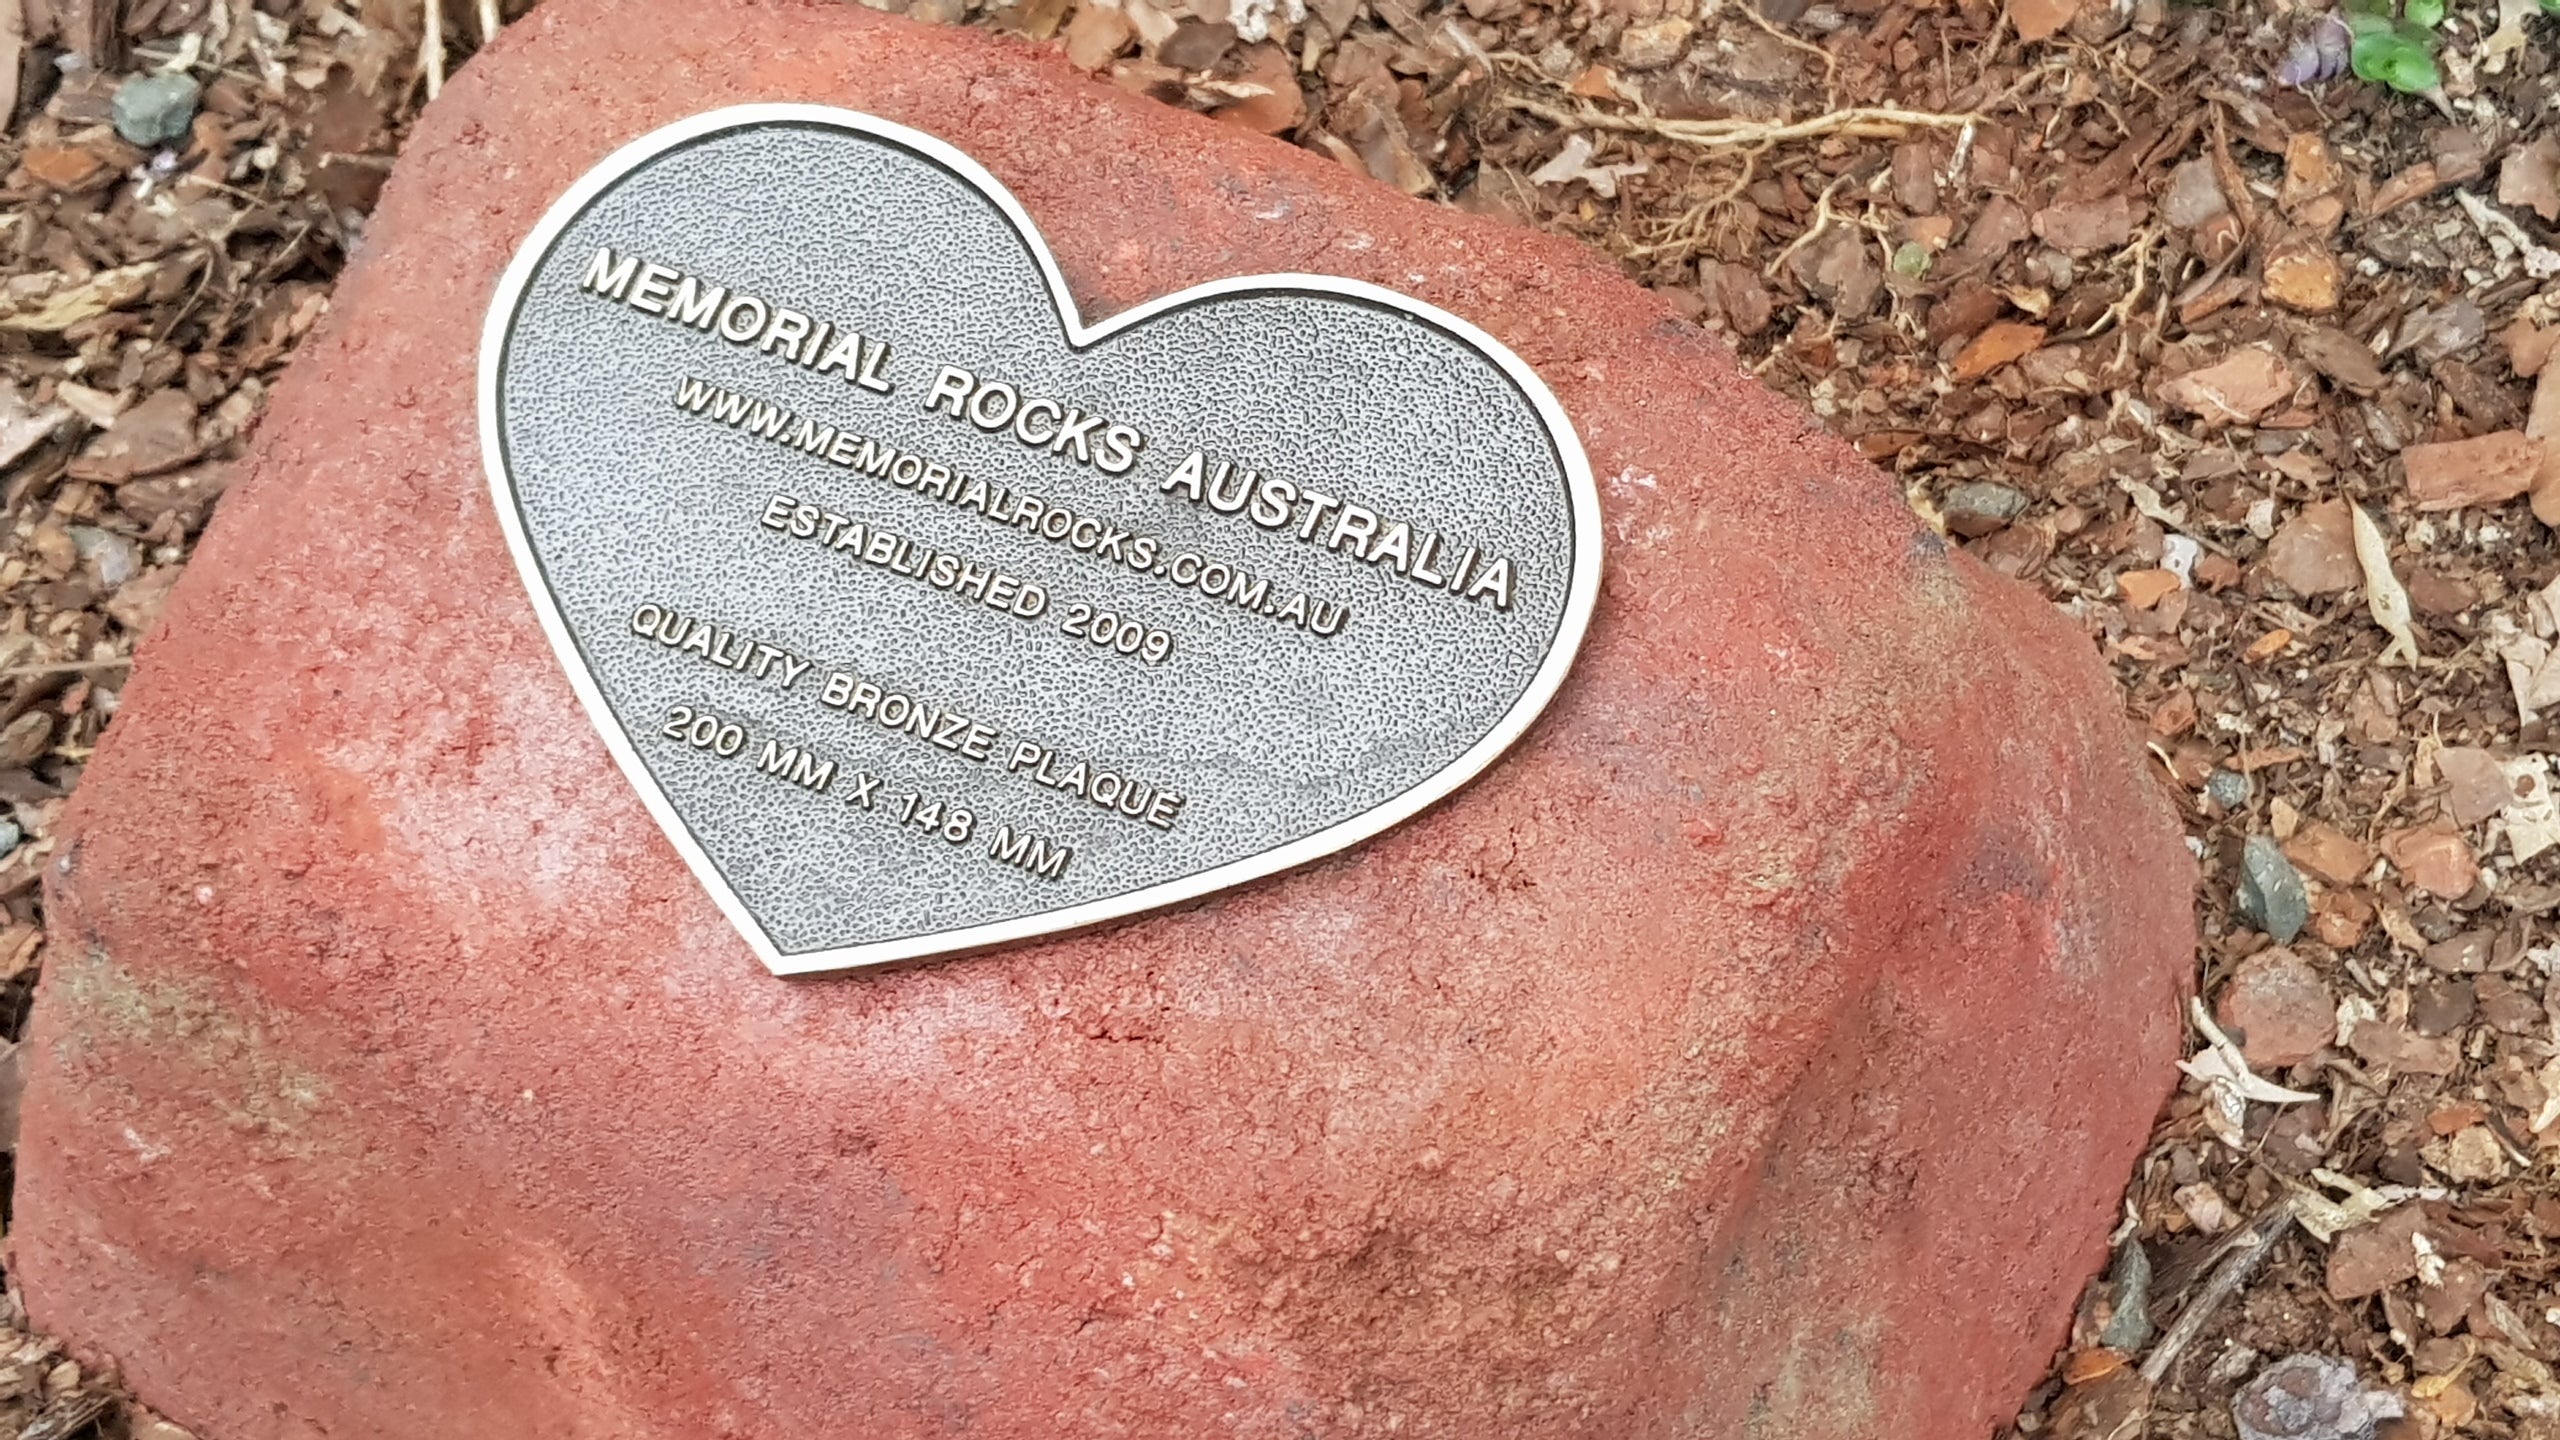 MEMORIAL ROCKS AUSTRALIA
WWW.MEMORIALROCKS.COM.AU
ESTABLISHED 2009
QUALITY BRONZE PLAQUE
200 MM X 148 MM